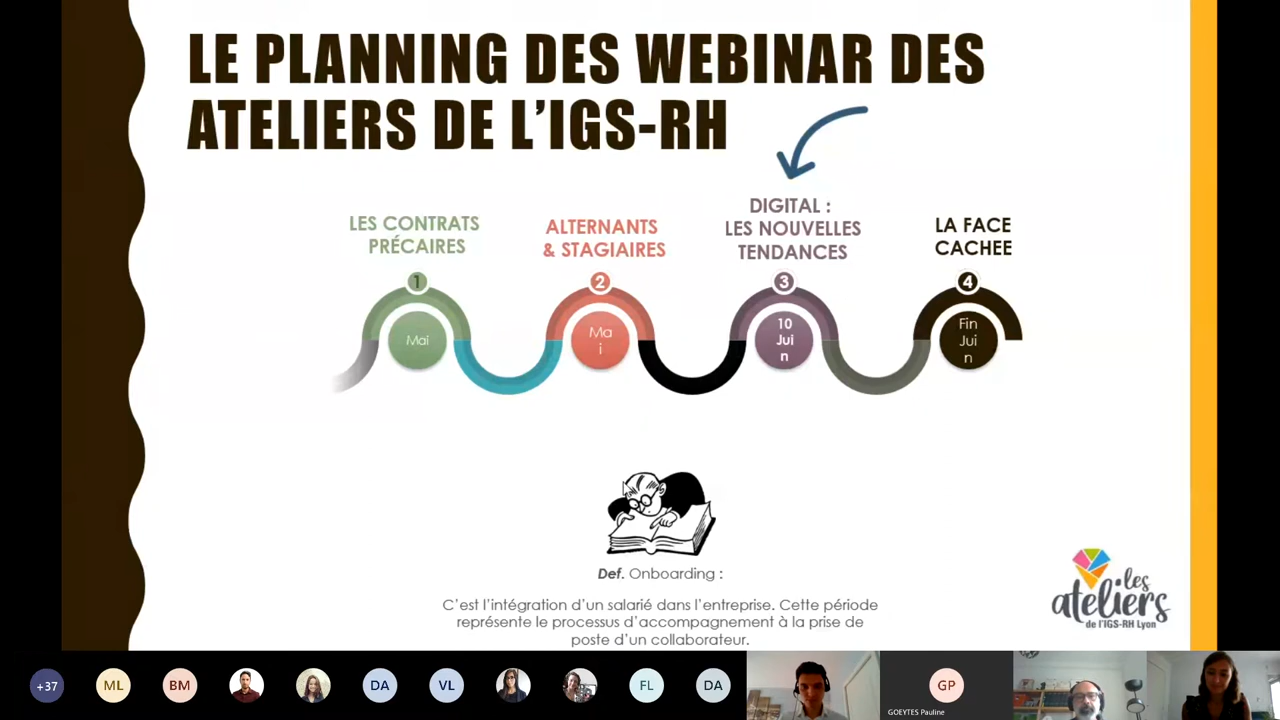 LE PLANNING DES WEBINAR DES
ATELIERS DE L'IGS-RH
LES CONTRATS
PRÉCAIRES
ALTERNANTS
& STAGIAIRES
DIGITAL :
LES NOUVELLES
TENDANCES
LA FACE
CACHEE
1
2
3
4
Mai
Ma
i
10
Jui
n
Fin
Jui
n
Def. Onboarding :
C'est l'intégration d'un salarié dans l'entreprise. Cette période
représente le processus d'accompagnement à la prise de
poste d'un collaborateur.
les
ateliers
de l'IGS-RH Lyon
+37
ML
BM
DA
VL
FL
DA
GP
GOEYTES Pauline